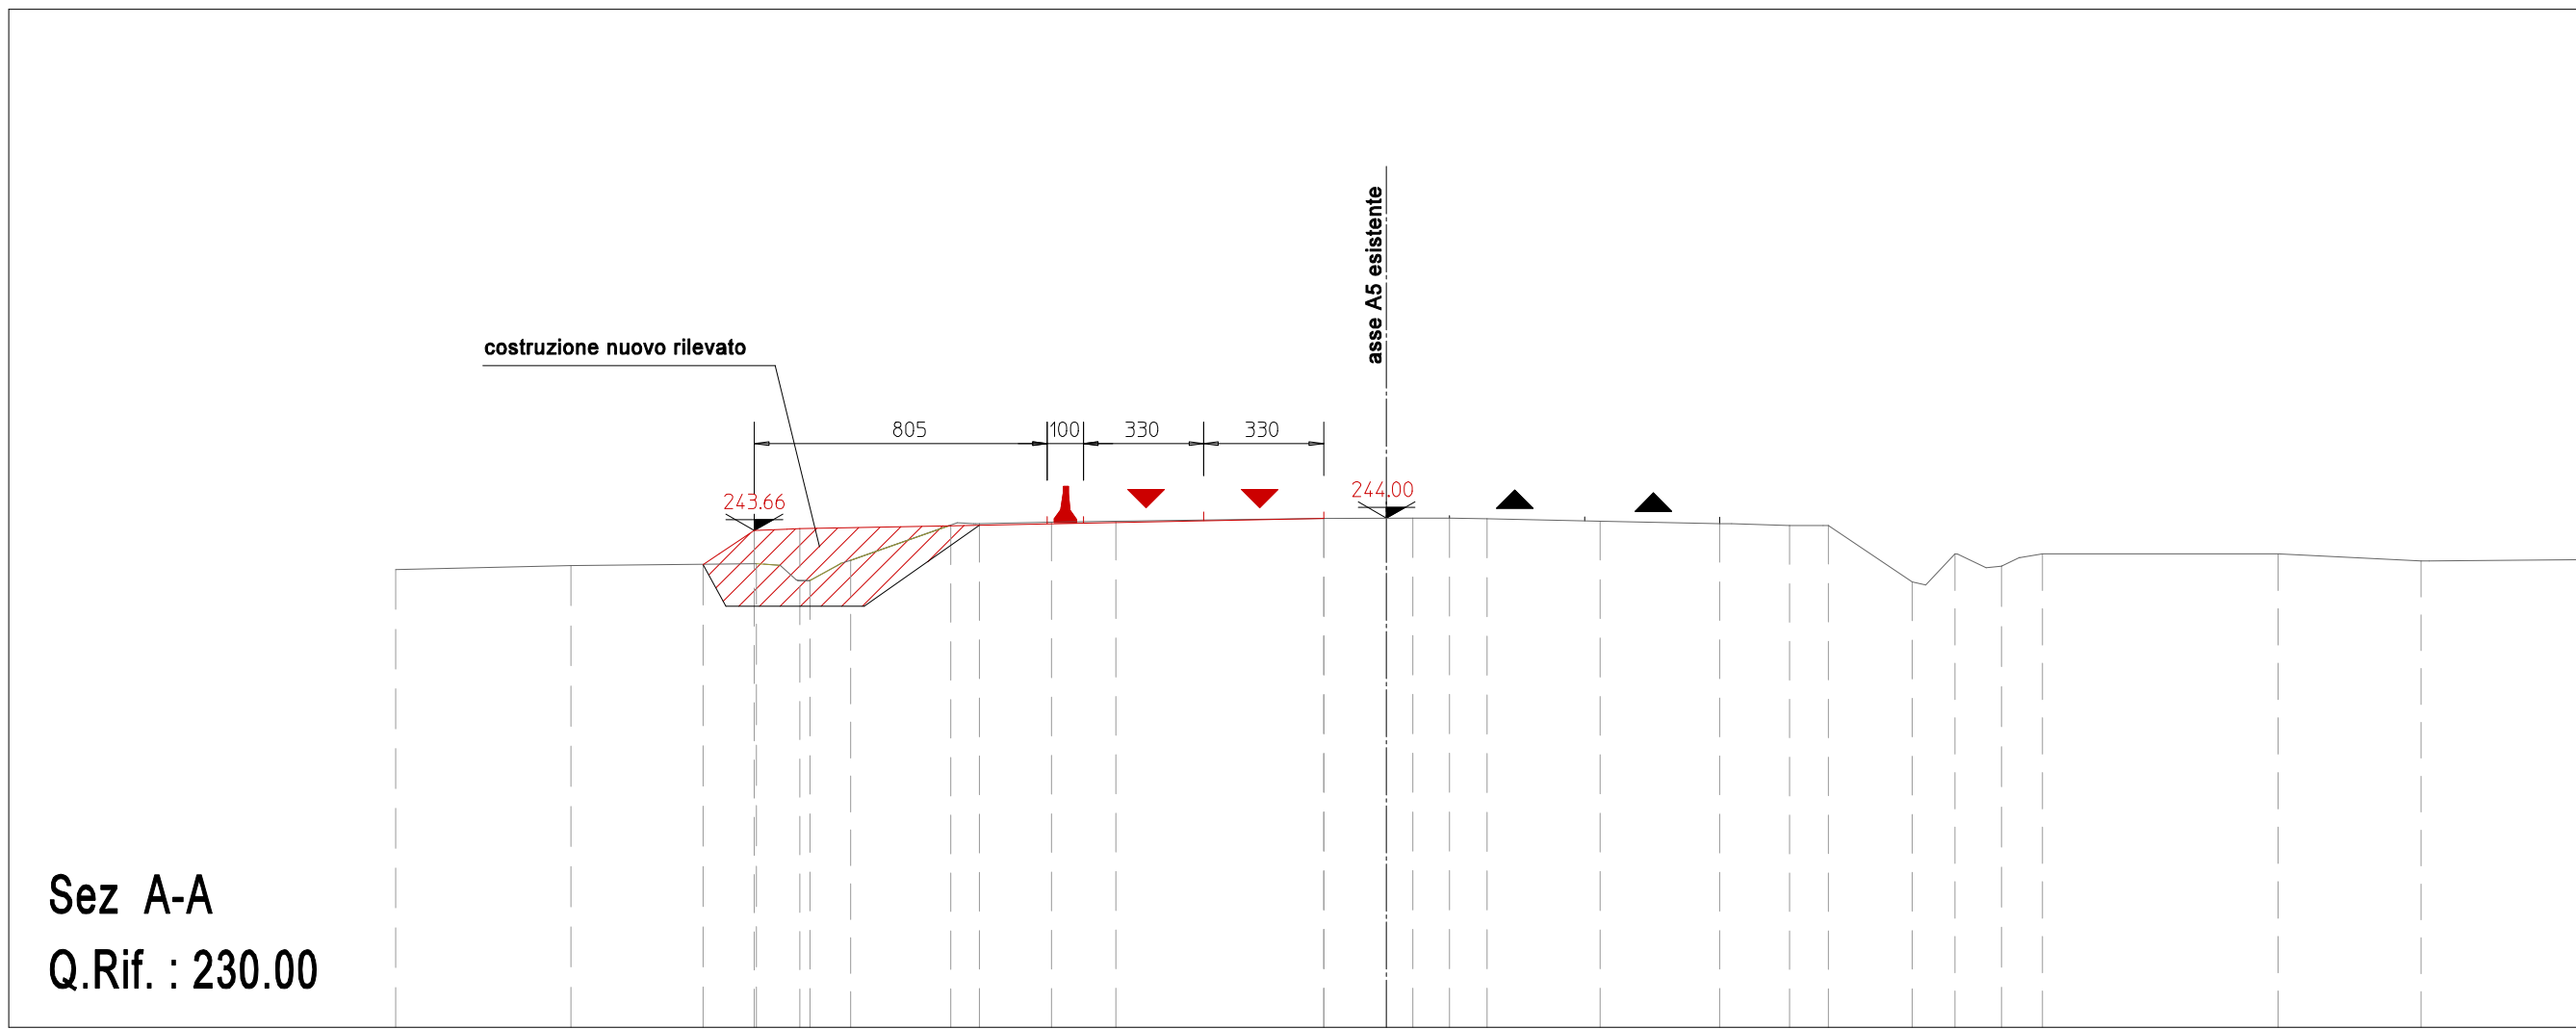 asse A5 esistente
costruzione nuovo rilevato
805
100
330
330
243.66
244.00
Sez A-A
Q.Rif. : 230.00